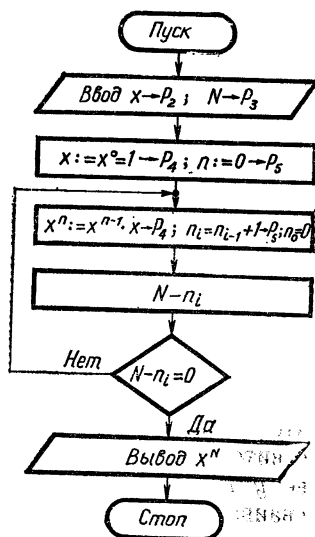 Пуск
Ввод x→P₂; N→P₃
x:=x⁰=1→P₄; n:=0→P₅
xⁿ:=xⁿ⁻¹·x→P₄; nᵢ=nᵢ₋₁+1→P₅; n₀=0
N-nᵢ
Нет
N-nᵢ=0
Да
Вывод xᴺ
Стоп